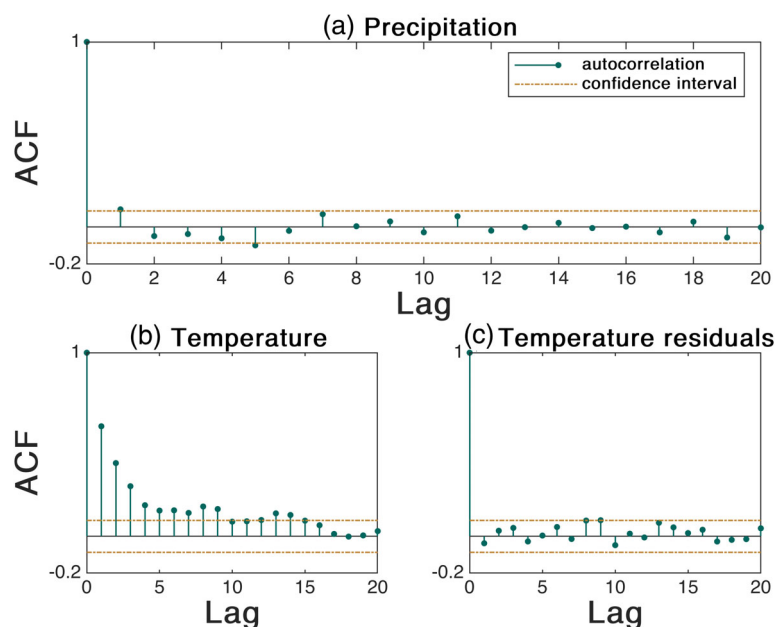 (a) Precipitation
1
autocorrelation
confidence interval
ACF
-0.2
0 2 4 6 8 10 12 14 16 18 20
Lag
(b) Temperature
1
ACF
-0.2
0 5 10 15 20
Lag
(c) Temperature residuals
1
-0.2
0 5 10 15 20
Lag